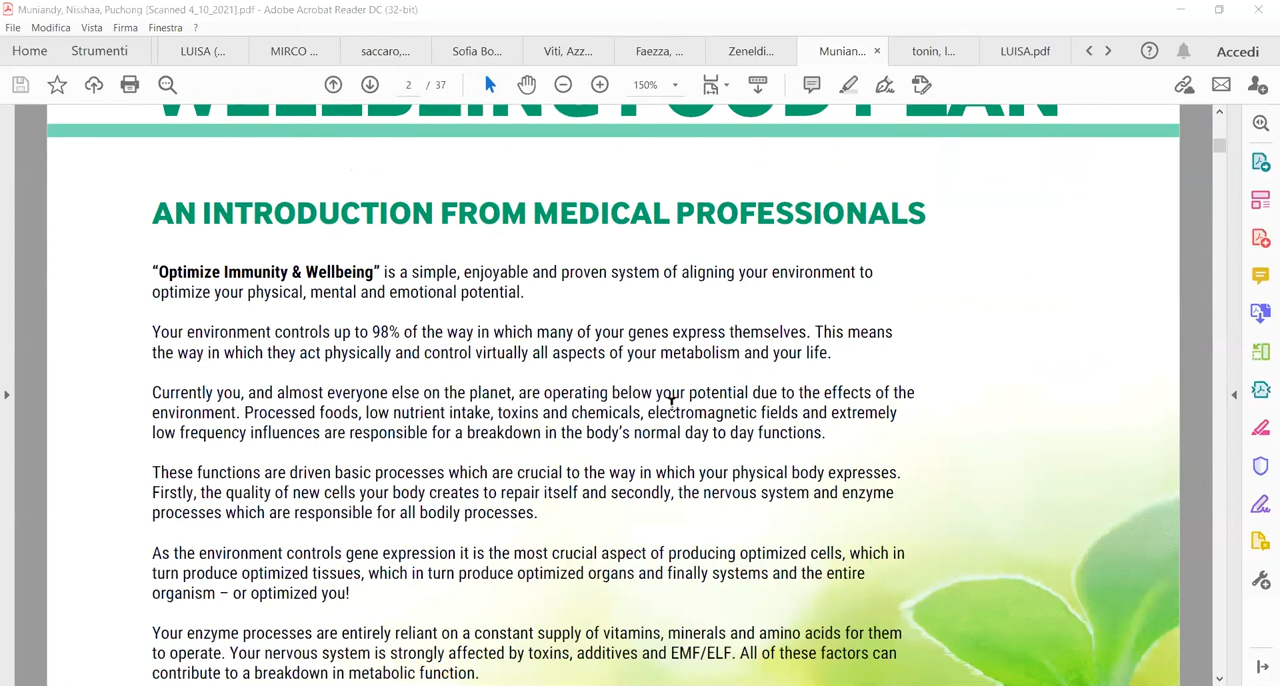 Muniandy, Nisshaa, Puchong [Scanned 4_10_2021].pdf - Adobe Acrobat Reader DC (32-bit)
File Modifica Vista Firma Finestra ?
Home Strumenti LUISA (... MIRCO ... saccaro,... Sofia Bo... Viti, Azz... Faezza, ... Zeneldi... Munian... × tonin, l... LUISA.pdf Accedi
2 / 37 150%
WELLBEING FOOD PLAN
AN INTRODUCTION FROM MEDICAL PROFESSIONALS
“Optimize Immunity & Wellbeing” is a simple, enjoyable and proven system of aligning your environment to
optimize your physical, mental and emotional potential.
Your environment controls up to 98% of the way in which many of your genes express themselves. This means
the way in which they act physically and control virtually all aspects of your metabolism and your life.
Currently you, and almost everyone else on the planet, are operating below your potential due to the effects of the
environment. Processed foods, low nutrient intake, toxins and chemicals, electromagnetic fields and extremely
low frequency influences are responsible for a breakdown in the body’s normal day to day functions.
These functions are driven basic processes which are crucial to the way in which your physical body expresses.
Firstly, the quality of new cells your body creates to repair itself and secondly, the nervous system and enzyme
processes which are responsible for all bodily processes.
As the environment controls gene expression it is the most crucial aspect of producing optimized cells, which in
turn produce optimized tissues, which in turn produce optimized organs and finally systems and the entire
organism – or optimized you!
Your enzyme processes are entirely reliant on a constant supply of vitamins, minerals and amino acids for them
to operate. Your nervous system is strongly affected by toxins, additives and EMF/ELF. All of these factors can
contribute to a breakdown in metabolic function.